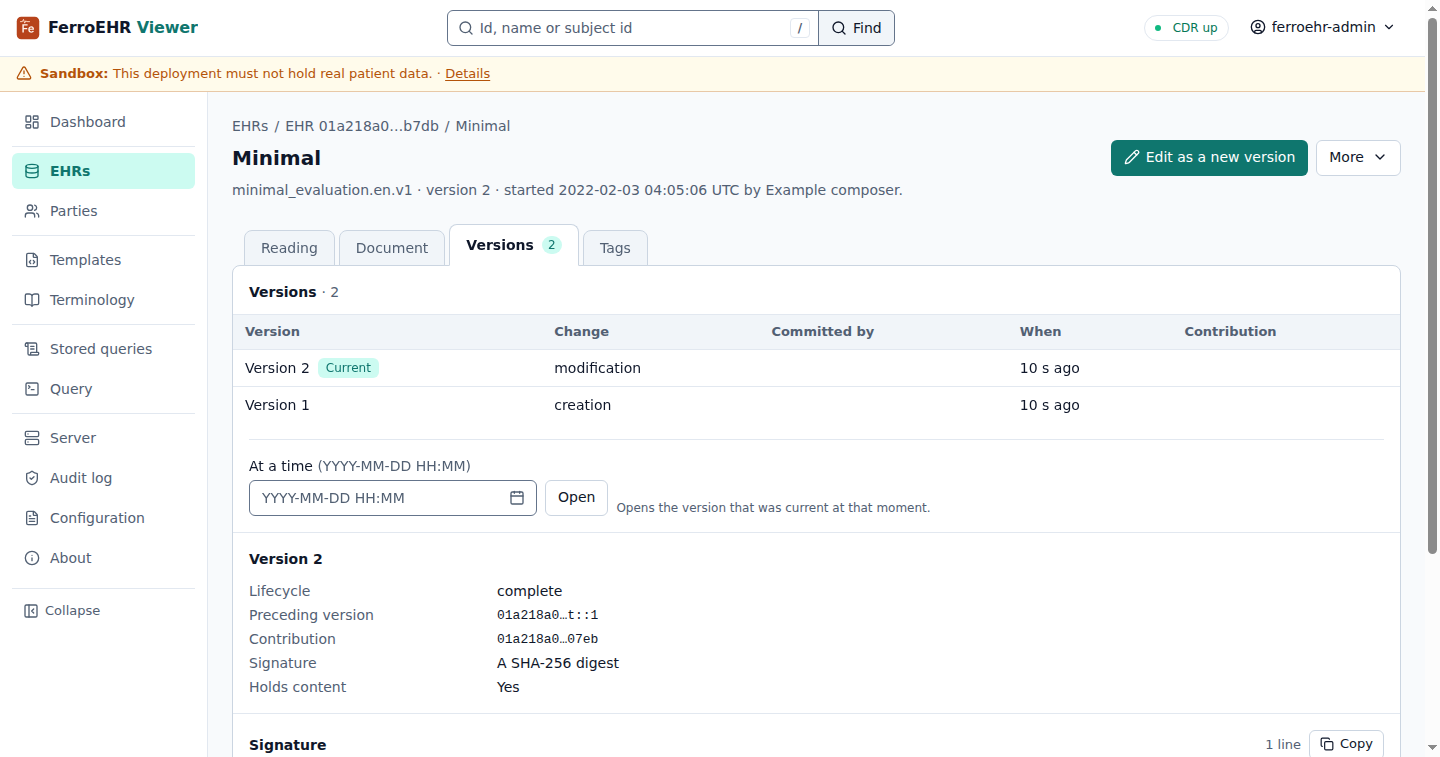 FerroEHR Viewer
Id, name or subject id
/
Find
CDR up
ferroehr-admin
Sandbox: This deployment must not hold real patient data. · Details
Dashboard
EHRs
Parties
Templates
Terminology
Stored queries
Query
Server
Audit log
Configuration
About
Collapse
EHRs / EHR 01a218a0…b7db / Minimal
Minimal
Edit as a new version
More
minimal_evaluation.en.v1 · version 2 · started 2022-02-03 04:05:06 UTC by Example composer.
Reading
Document
Versions 2
Tags
Versions · 2
Version Change Committed by When Contribution
Version 2 Current modification 10 s ago
Version 1 creation 10 s ago
At a time (YYYY-MM-DD HH:MM)
YYYY-MM-DD HH:MM
Open
Opens the version that was current at that moment.
Version 2
Lifecycle complete
Preceding version 01a218a0…t::1
Contribution 01a218a0…07eb
Signature A SHA-256 digest
Holds content Yes
Signature
1 line
Copy